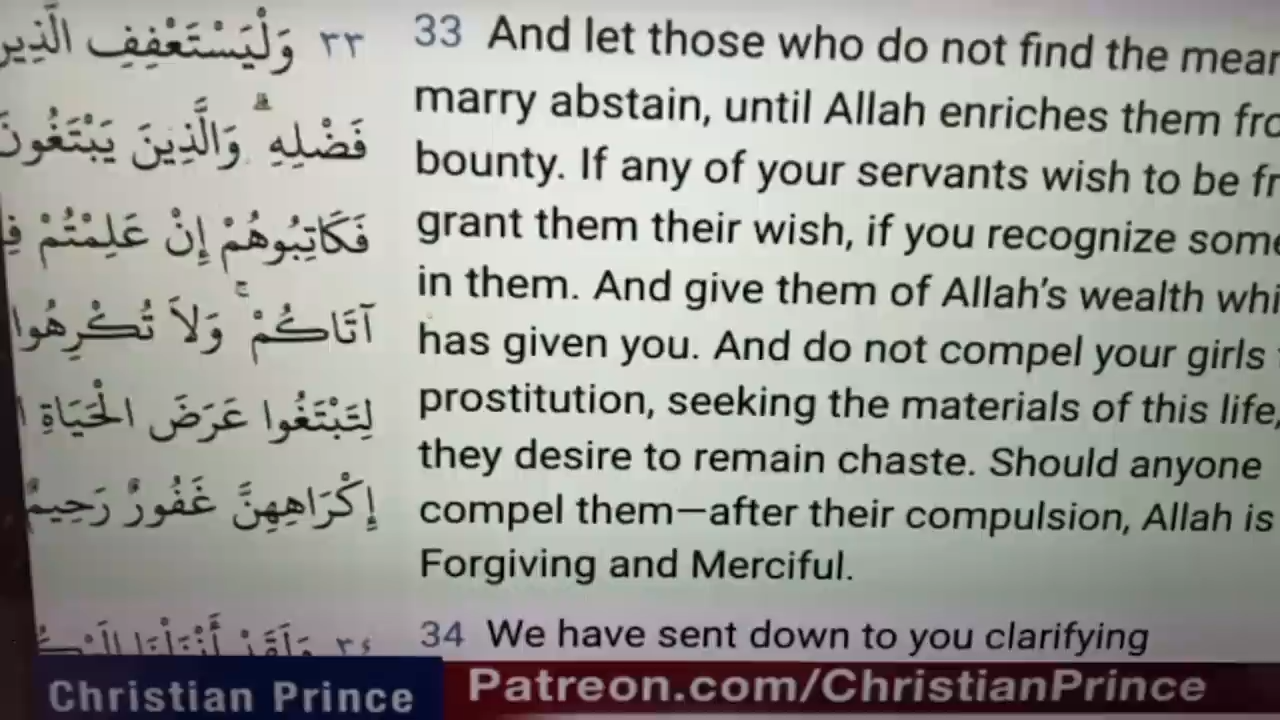 ٣٣ وَلْيَسْتَعْفِفِ الَّذِينَ
فَضْلِهِ ۗ وَالَّذِينَ يَبْتَغُونَ
فَكَاتِبُوهُمْ إِنْ عَلِمْتُمْ
آتَاكُمْ ۚ وَلَا تُكْرِهُوا
لِتَبْتَغُوا عَرَضَ الْحَيَاةِ
إِكْرَاهِهِنَّ غَفُورٌ رَحِيمٌ
33 And let those who do not find the
marry abstain, until Allah enriches them
bounty. If any of your servants wish to be
grant them their wish, if you recognize
in them. And give them of Allah's wealth
has given you. And do not compel your girls
prostitution, seeking the materials of this life,
they desire to remain chaste. Should anyone
compel them—after their compulsion, Allah is
Forgiving and Merciful.
34 We have sent down to you clarifying
Christian Prince
Patreon.com/ChristianPrince